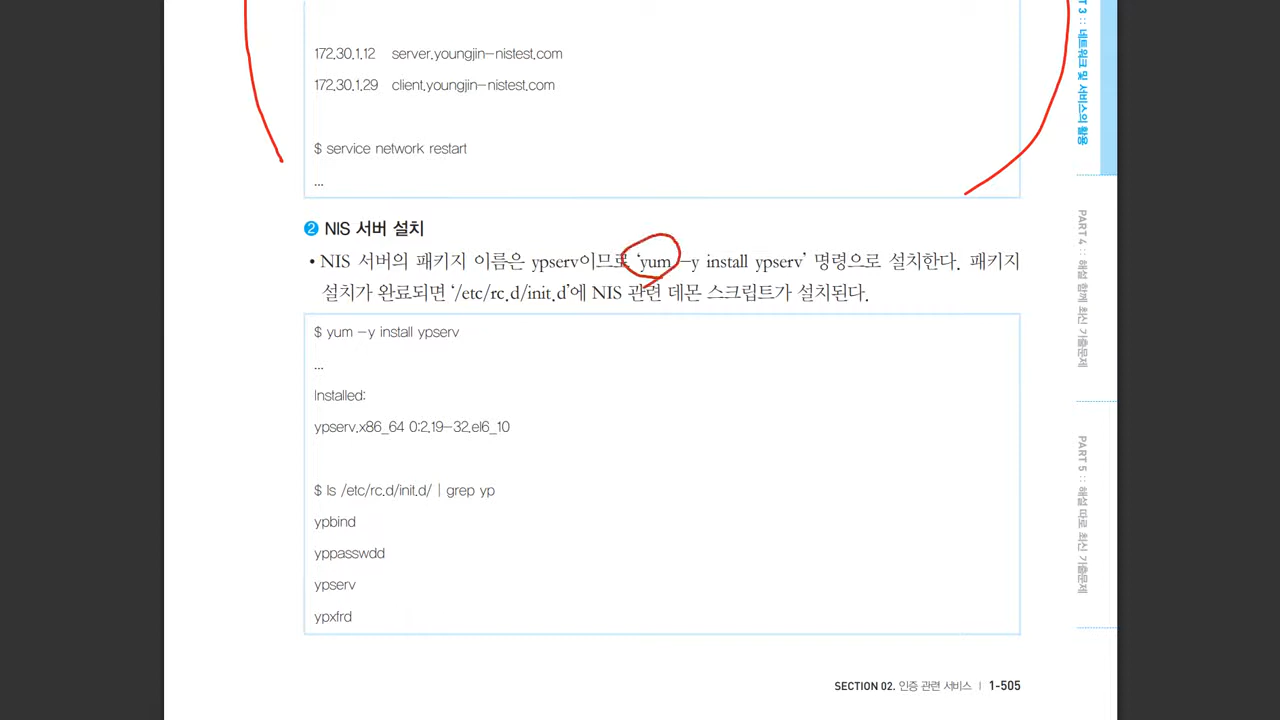 172.30.1.12 server.youngjin-nistest.com
172.30.1.29 client.youngjin-nistest.com
$ service network restart
...
2 NIS 서버 설치
• NIS 서버의 패키지 이름은 ypserv이므로 'yum -y install ypserv' 명령으로 설치한다. 패키지
설치가 완료되면 '/etc/rc.d/init.d'에 NIS 관련 데몬 스크립트가 설치된다.
$ yum -y install ypserv
...
Installed:
ypserv.x86_64 0:2.19-32.el6_10
$ ls /etc/rc.d/init.d/ | grep yp
ypbind
yppasswdd
ypserv
ypxfrd
SECTION 02. 인증 관련 서비스 | 1-505
T 3 :: 네트워크 및 서비스의 활용
PART 4 :: 해설 함께 최신 기출문제
PART 5 :: 해설 따로 최신 기출문제